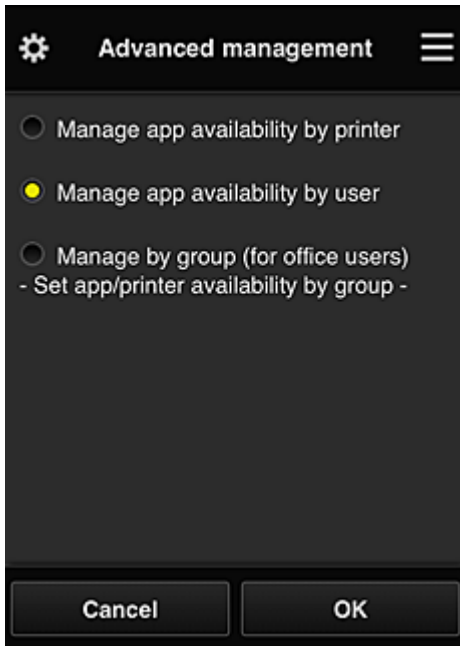 Advanced management
Manage app availability by printer
Manage app availability by user
Manage by group (for office users)
- Set app/printer availability by group -
Cancel OK